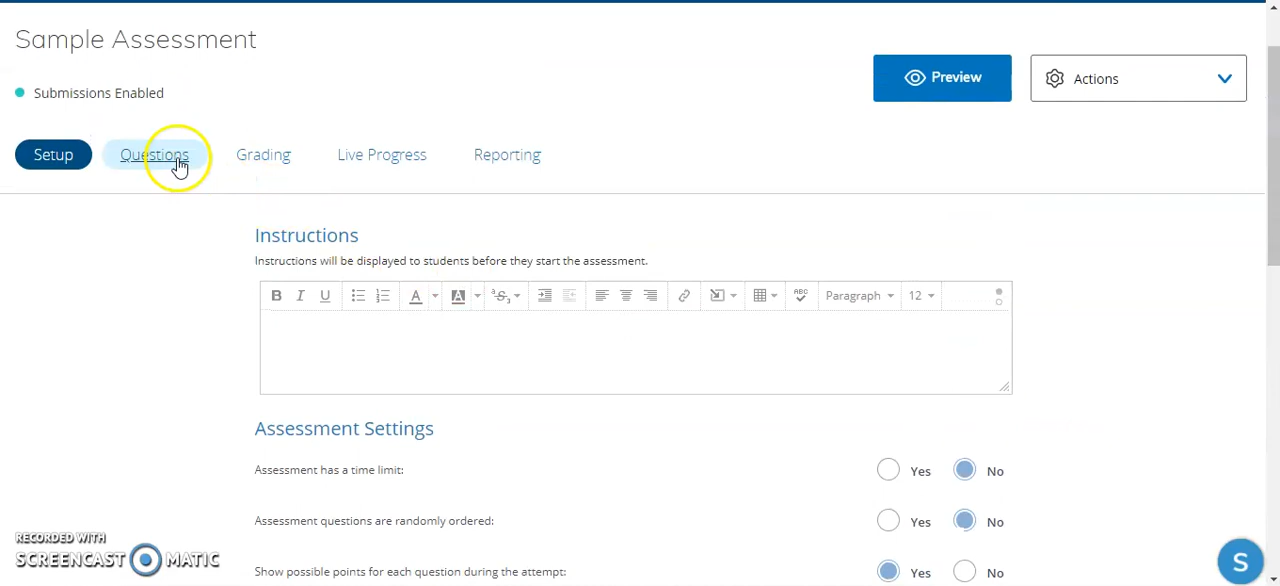 Sample Assessment
Preview
Actions
Submissions Enabled
Setup
Questions
Grading
Live Progress
Reporting
Instructions
Instructions will be displayed to students before they start the assessment.
B I U A A ᵃS, ABC Paragraph 12
Assessment Settings
Assessment has a time limit: Yes No
Assessment questions are randomly ordered: Yes No
Show possible points for each question during the attempt: Yes No
RECORDED WITH
SCREENCAST MATIC
S